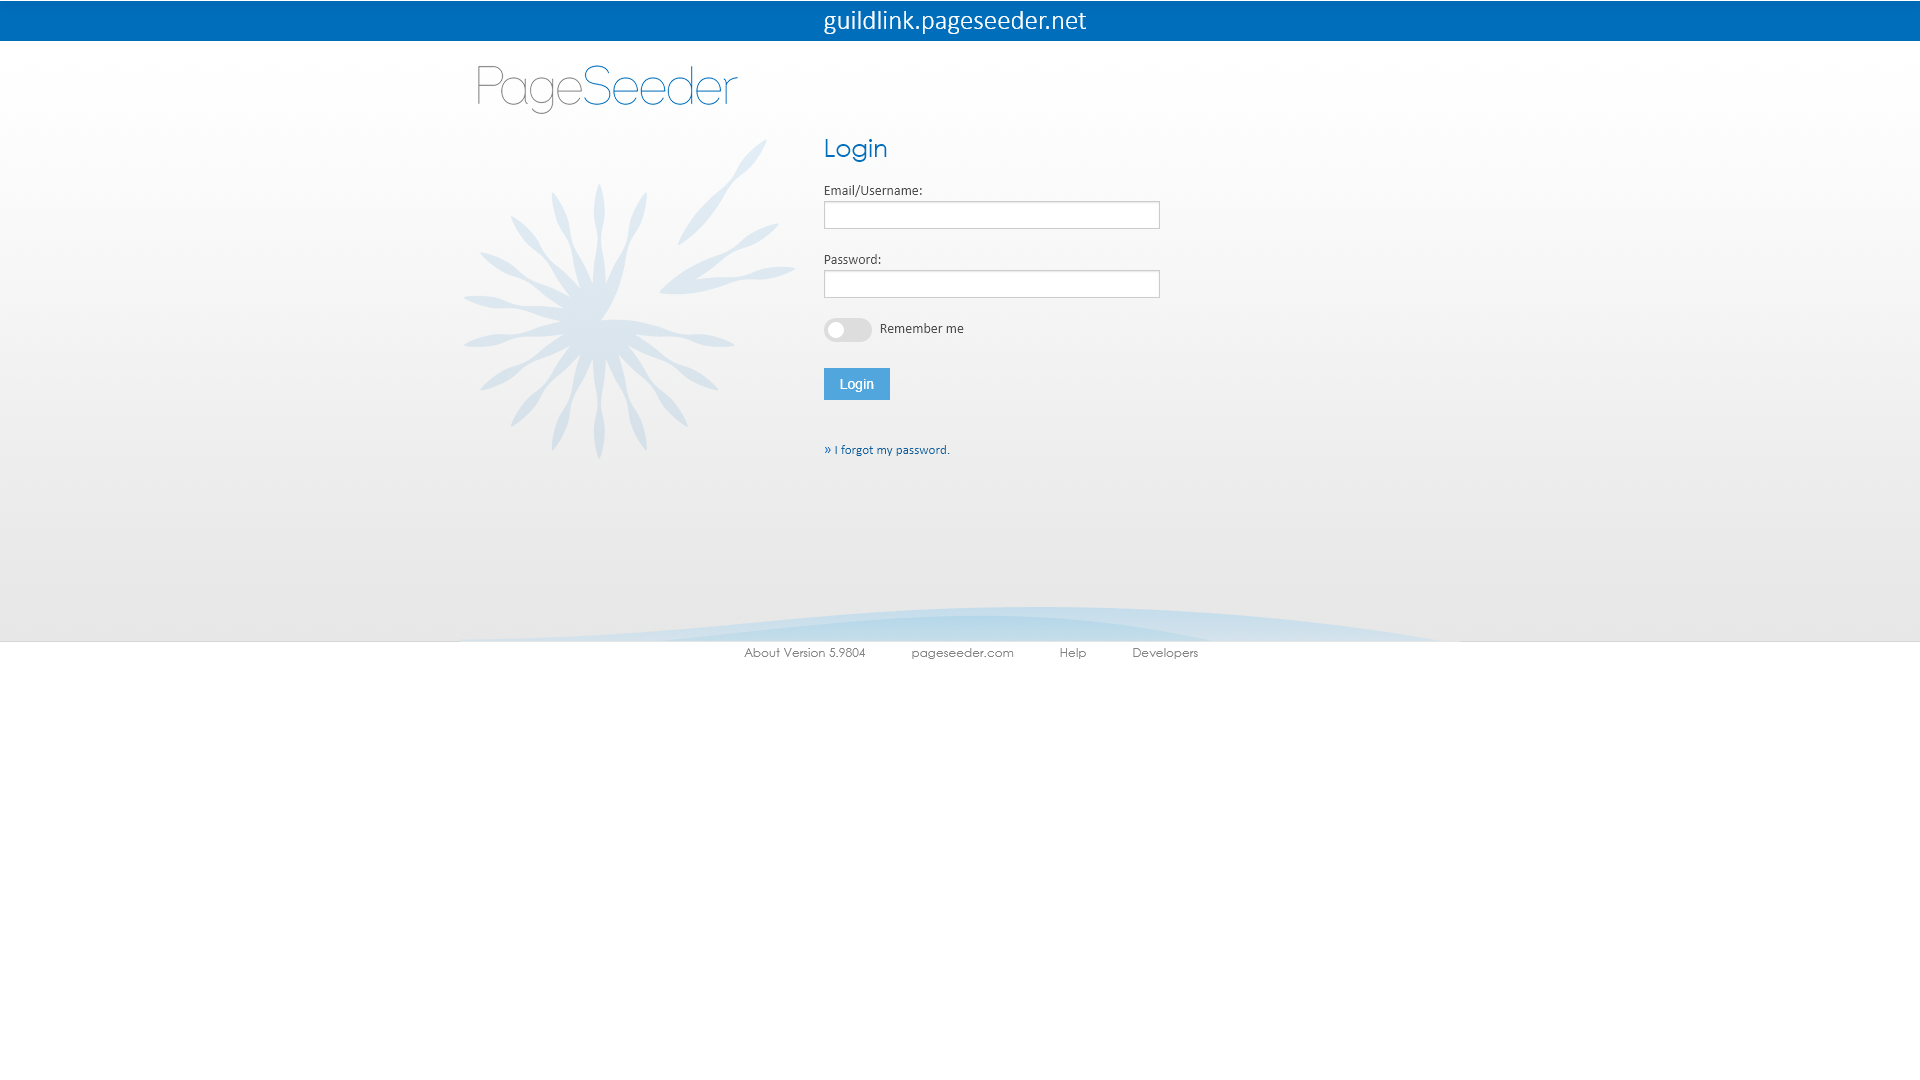 guildlink.pageseeder.net
PageSeeder
Login
Email/Username:
Password:
Remember me
Login
» I forgot my password.
About Version 5.9804 pageseeder.com Help Developers